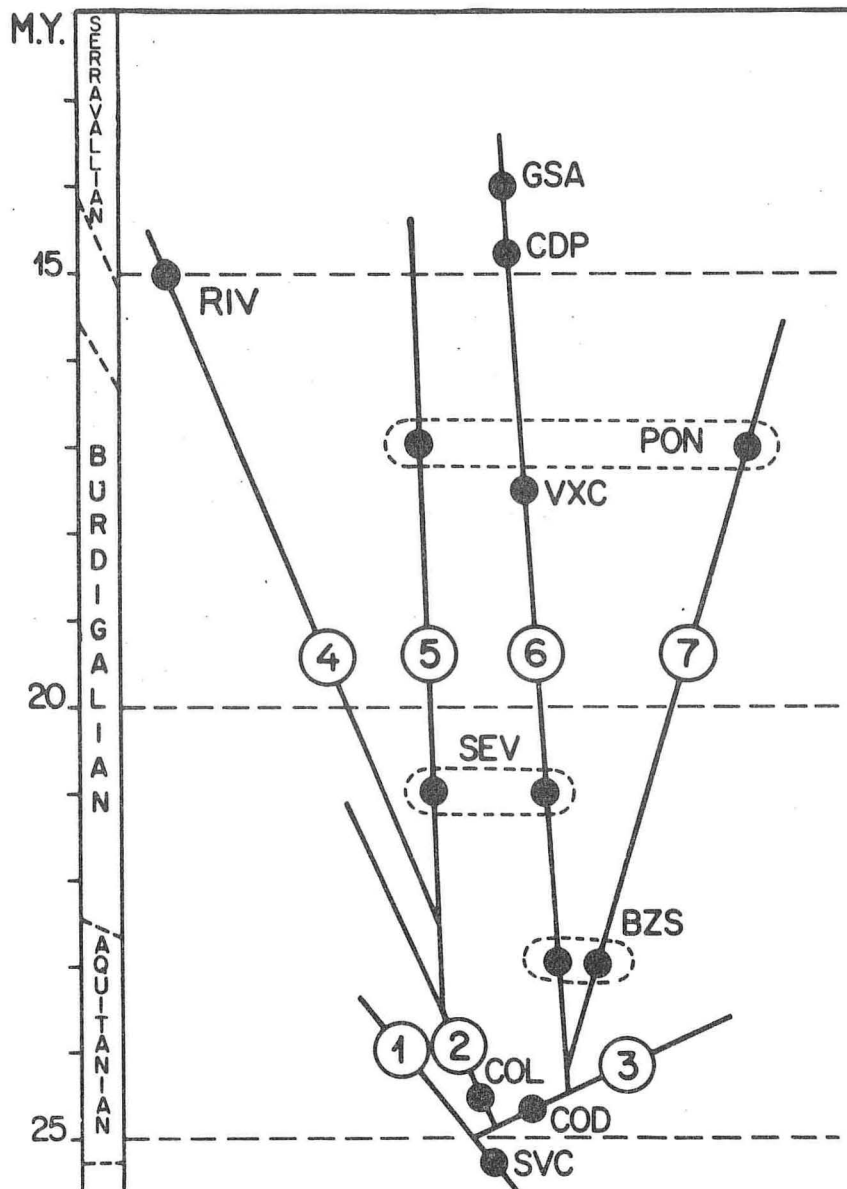 M.Y.
SERRAVALLIAN
GSA
CDP
15
RIV
PON
BURDIGALIAN
VXC
4 5 6 7
20
SEV
BZS
AQUITANIAN
1 2 3
COL
COD
25
SVC